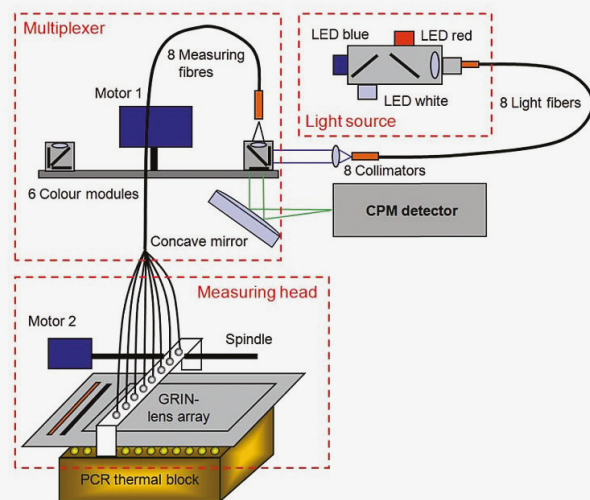 Multiplexer
8 Measuring
fibres
Motor 1
6 Colour modules
Concave mirror
LED blue
LED red
LED white
Light source
8 Light fibers
8 Collimators
CPM detector
Measuring head
Motor 2
Spindle
GRIN-
lens array
PCR thermal block